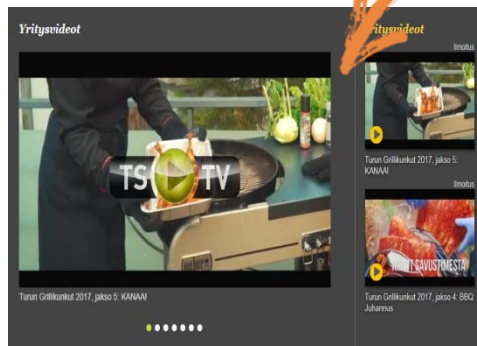 Yritysvideot
TS TV
Turun Grillikunkut 2017, jakso 5: KANAA!
Yritysvideot
Ilmoitus
Turun Grillikunkut 2017, jakso 5:
KANAA!
Ilmoitus
SAVUSTIMESTA
Turun Grillikunkut 2017, jakso 4: BBQ
Juhannus